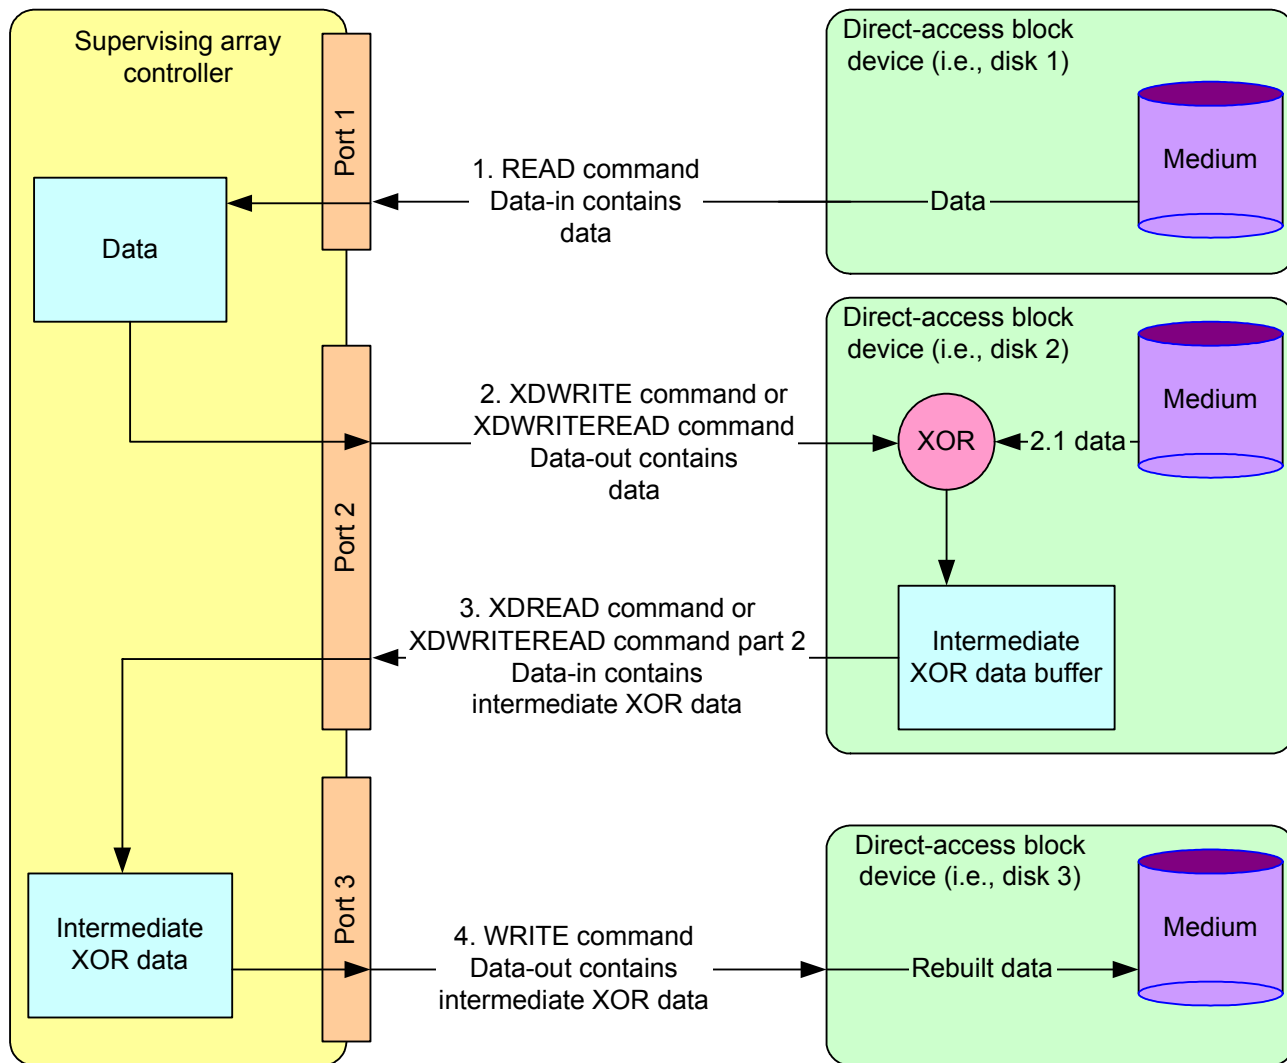 Supervising array
controller
Port 1
Data
1. READ command
Data-in contains
data
Direct-access block
device (i.e., disk 1)
Medium
Data
Port 2
2. XDWRITE command or
XDWRITEREAD command
Data-out contains
data
Direct-access block
device (i.e., disk 2)
Medium
XOR
2.1 data
3. XDREAD command or
XDWRITEREAD command part 2
Data-in contains
intermediate XOR data
Intermediate
XOR data buffer
Intermediate
XOR data
Port 3
4. WRITE command
Data-out contains
intermediate XOR data
Direct-access block
device (i.e., disk 3)
Medium
Rebuilt data